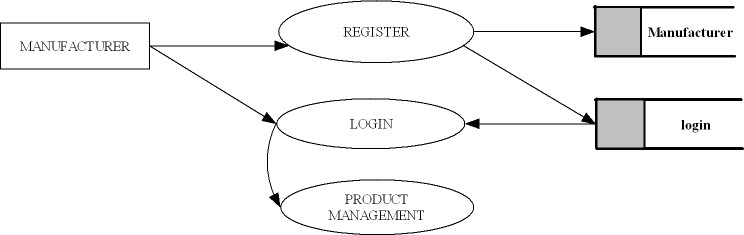 REGISTER
Manufacturer
MANUFACTURER
LOGIN
login
PRODUCT
MANAGEMENT